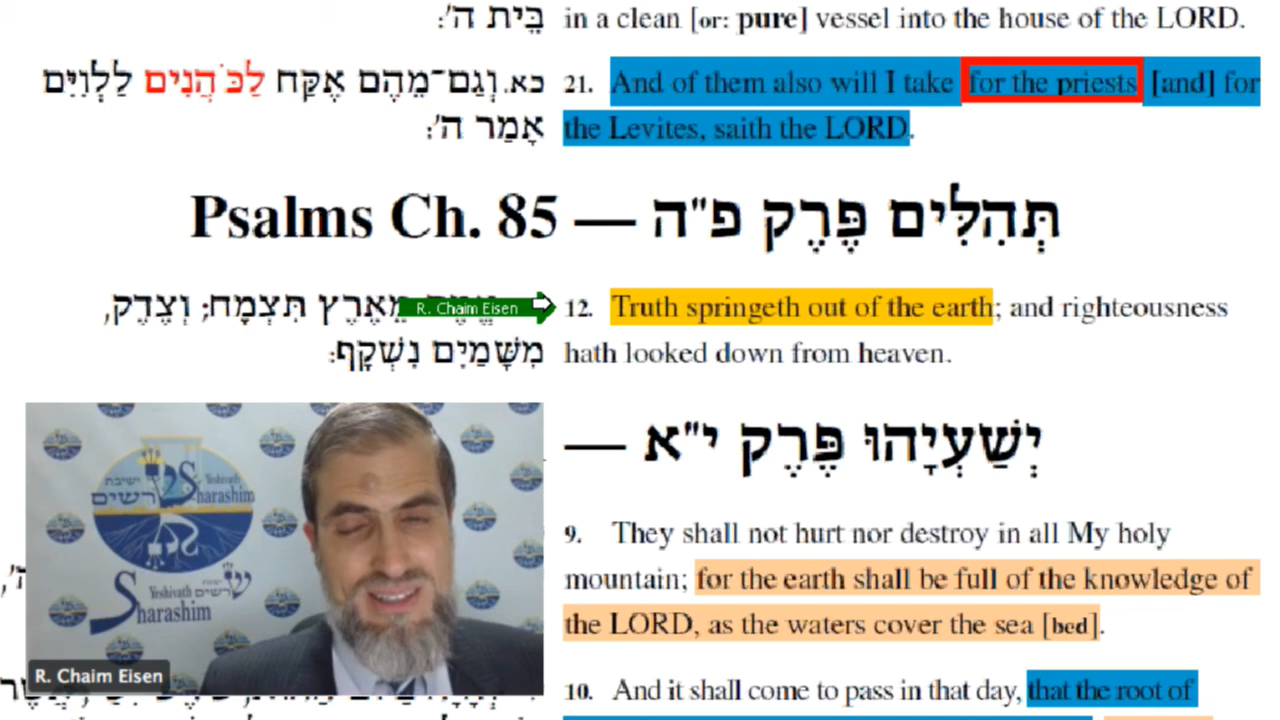 בֵּית ה': in a clean [or: pure] vessel into the house of the LORD.
כא. וְגַם־מֵהֶם אֶקַּח לַכֹּהֲנִים לַלְוִיִּם 21. And of them also will I take for the priests [and] for
אָמַר ה': the Levites, saith the LORD.
Psalms Ch. 85 — תְּהִלִּים פֶּרֶק פ"ה
מֵאֶרֶץ תִּצְמָח; וְצֶדֶק, R. Chaim Eisen 12. Truth springeth out of the earth; and righteousness
מִשָּׁמַיִם נִשְׁקָף: hath looked down from heaven.
— יְשַׁעְיָהוּ פֶּרֶק י"א
9. They shall not hurt nor destroy in all My holy
mountain; for the earth shall be full of the knowledge of
the LORD, as the waters cover the sea [bed].
10. And it shall come to pass in that day, that the root of
ישיבת
שרשים
Yeshivath
Sharashim
Yeshivath
Sharashim
R. Chaim Eisen